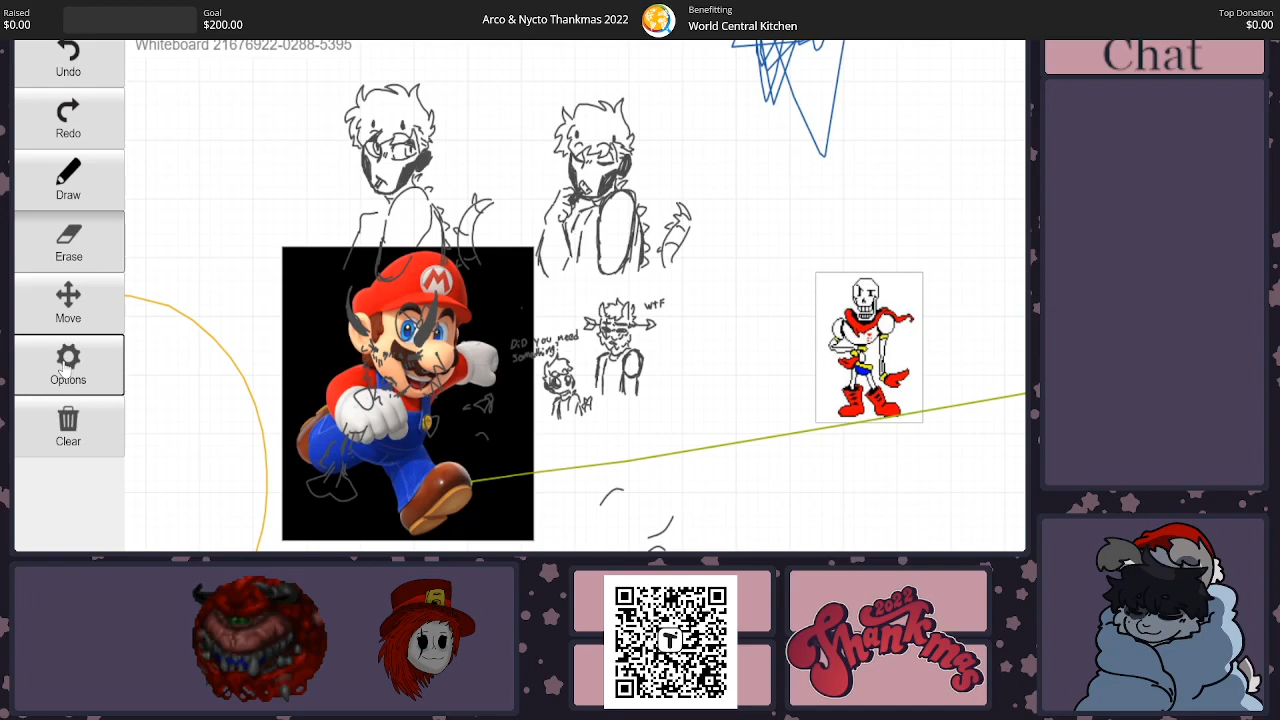 Raised
$0.00
Goal
$200.00
Arco & Nycto Thankmas 2022
Benefitting
World Central Kitchen
Top Donation
$0.00
Whiteboard 21676922-0288-5395
Undo
Redo
Draw
Erase
Move
Options
Clear
Chat
M
WTF
DiD you need
something?
T
2022
Thankmas